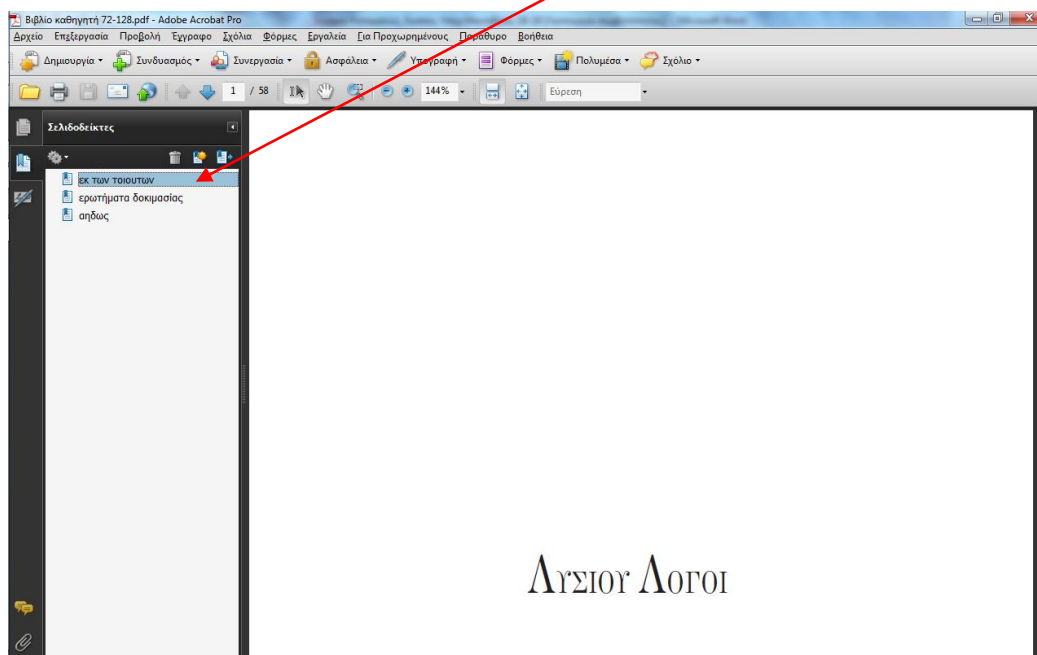 Βιβλίο καθηγητή 72-128.pdf - Adobe Acrobat Pro
Αρχείο Επεξεργασία Προβολή Έγγραφο Σχόλια Φόρμες Εργαλεία Για Προχωρημένους Παράθυρο Βοήθεια
Δημιουργία Συνδυασμός Συνεργασία Ασφάλεια Υπογραφή Φόρμες Πολυμέσα Σχόλιο
1 / 58 144% Εύρεση
Σελιδοδείκτες
εκ των τοιουτων
ερωτήματα δοκιμασίας
αηδως
ΛΥΣΙΟΥ ΛΟΓΟΙ